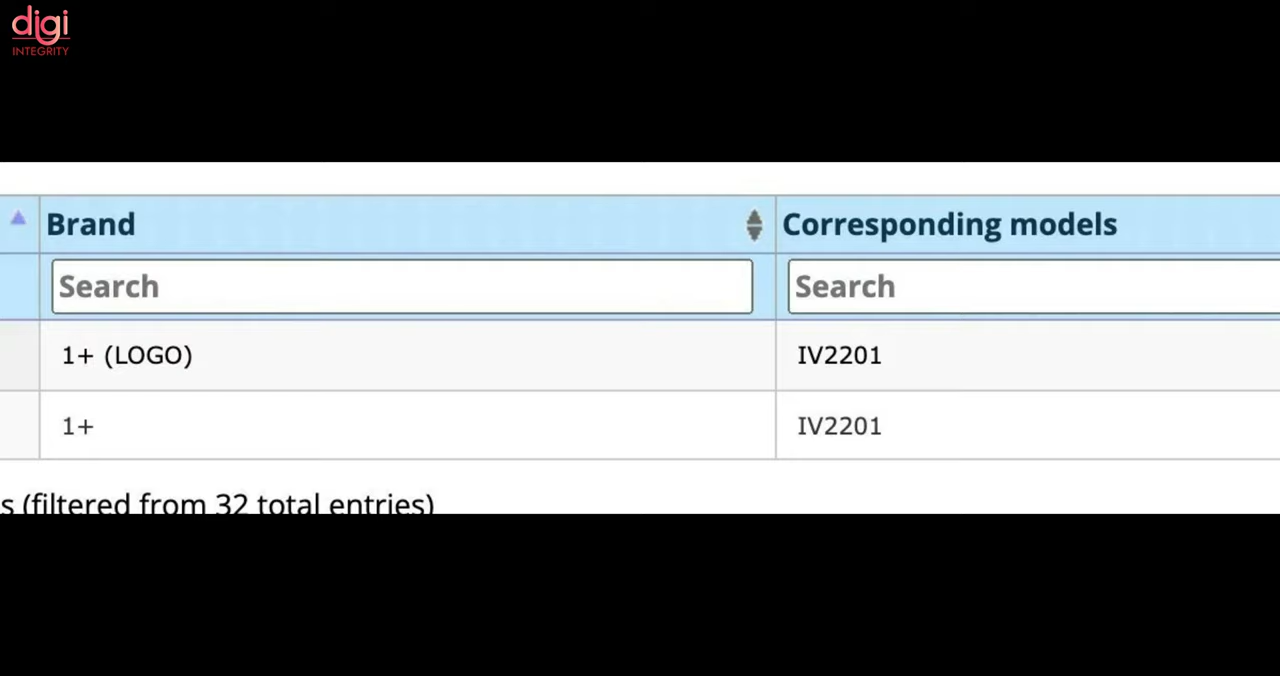 digi
INTEGRITY
Brand Corresponding models
Search Search
1+ (LOGO) IV2201
1+ IV2201
s (filtered from 32 total entries)